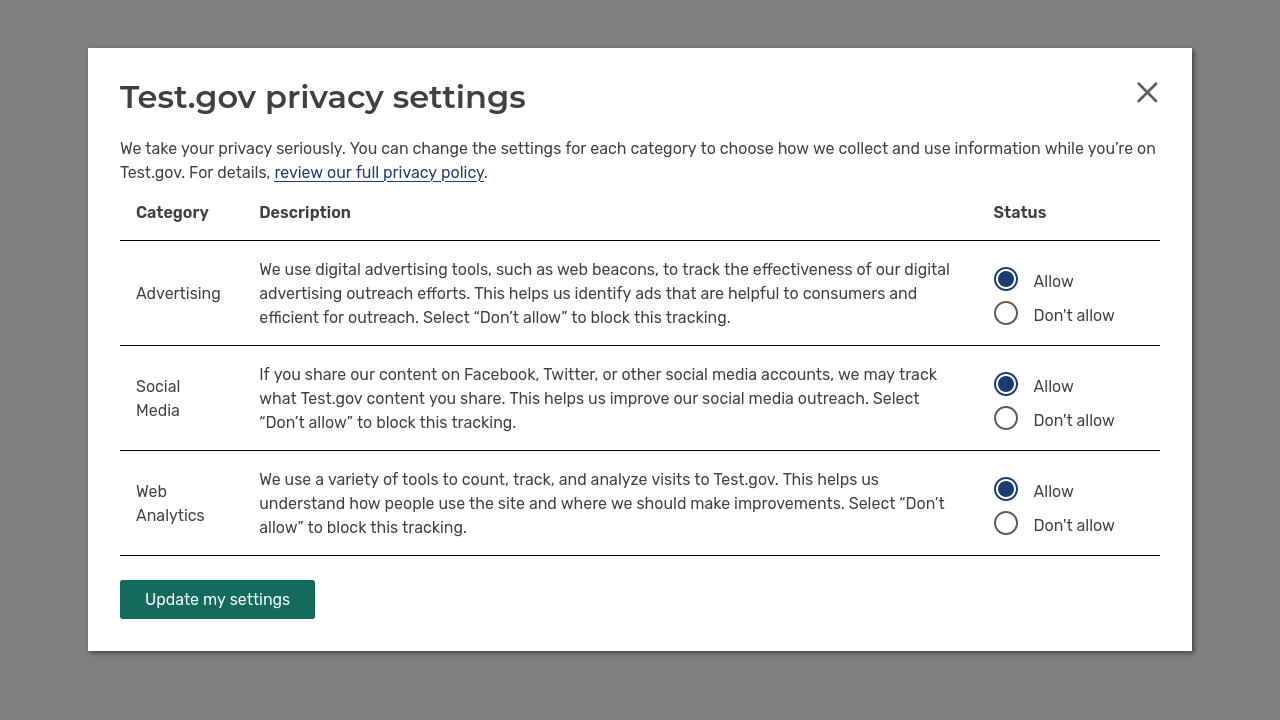 Test.gov privacy settings
We take your privacy seriously. You can change the settings for each category to choose how we collect and use information while you’re on
Test.gov. For details, review our full privacy policy.
Category Description Status
Advertising
We use digital advertising tools, such as web beacons, to track the effectiveness of our digital
advertising outreach efforts. This helps us identify ads that are helpful to consumers and
efficient for outreach. Select “Don’t allow” to block this tracking.
Allow
Don't allow
Social
Media
If you share our content on Facebook, Twitter, or other social media accounts, we may track
what Test.gov content you share. This helps us improve our social media outreach. Select
“Don’t allow” to block this tracking.
Allow
Don't allow
Web
Analytics
We use a variety of tools to count, track, and analyze visits to Test.gov. This helps us
understand how people use the site and where we should make improvements. Select “Don’t
allow” to block this tracking.
Allow
Don't allow
Update my settings